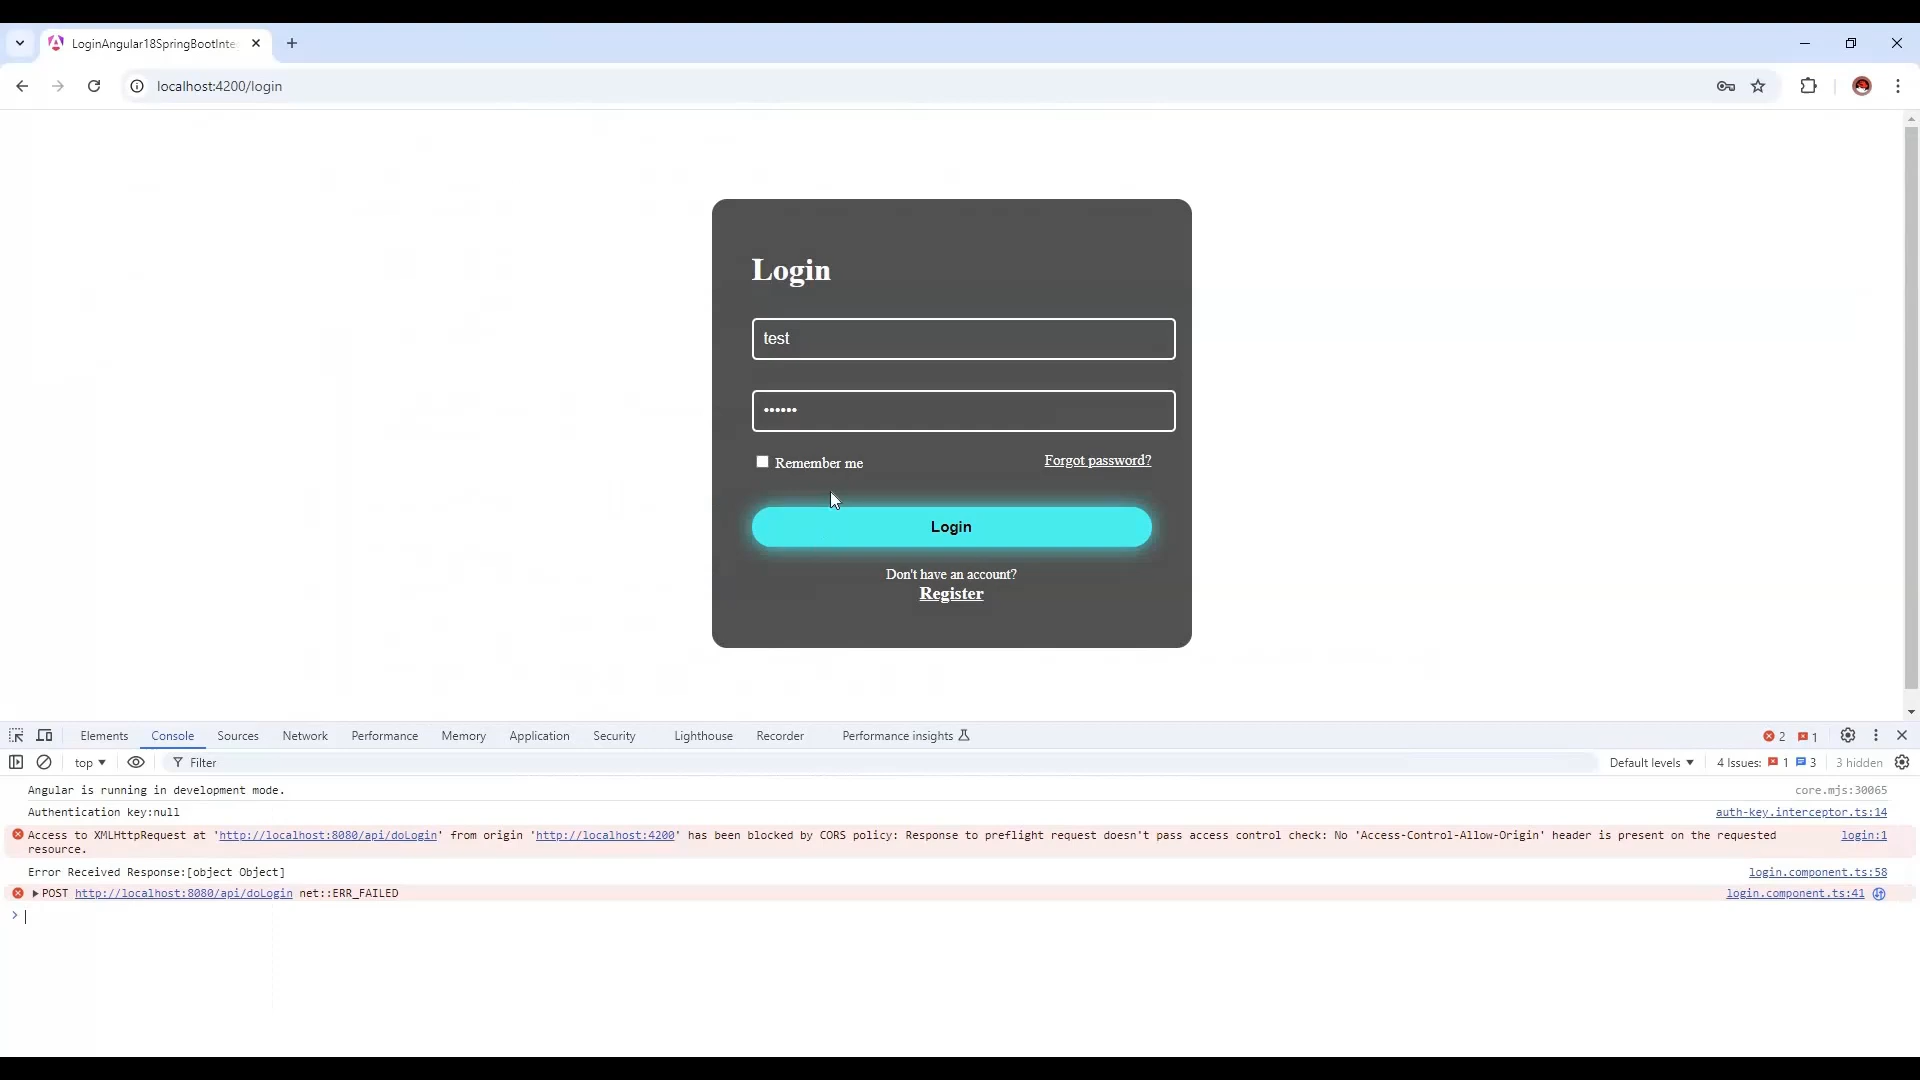 LoginAngular18SpringBootInte
localhost:4200/login
Login
test
••••••
Remember me
Forgot password?
Login
Don't have an account?
Register
Elements Console Sources Network Performance Memory Application Security Lighthouse Recorder Performance insights 2 1
top Filter Default levels 4 Issues: 1 3 3 hidden
Angular is running in development mode. core.mjs:30065
Authentication key:null auth-key.interceptor.ts:14
Access to XMLHttpRequest at 'http://localhost:8080/api/doLogin' from origin 'http://localhost:4200' has been blocked by CORS policy: Response to preflight request doesn't pass access control check: No 'Access-Control-Allow-Origin' header is present on the requested login:1
resource.
Error Received Response:[object Object] login.component.ts:58
POST http://localhost:8080/api/doLogin net::ERR_FAILED login.component.ts:41